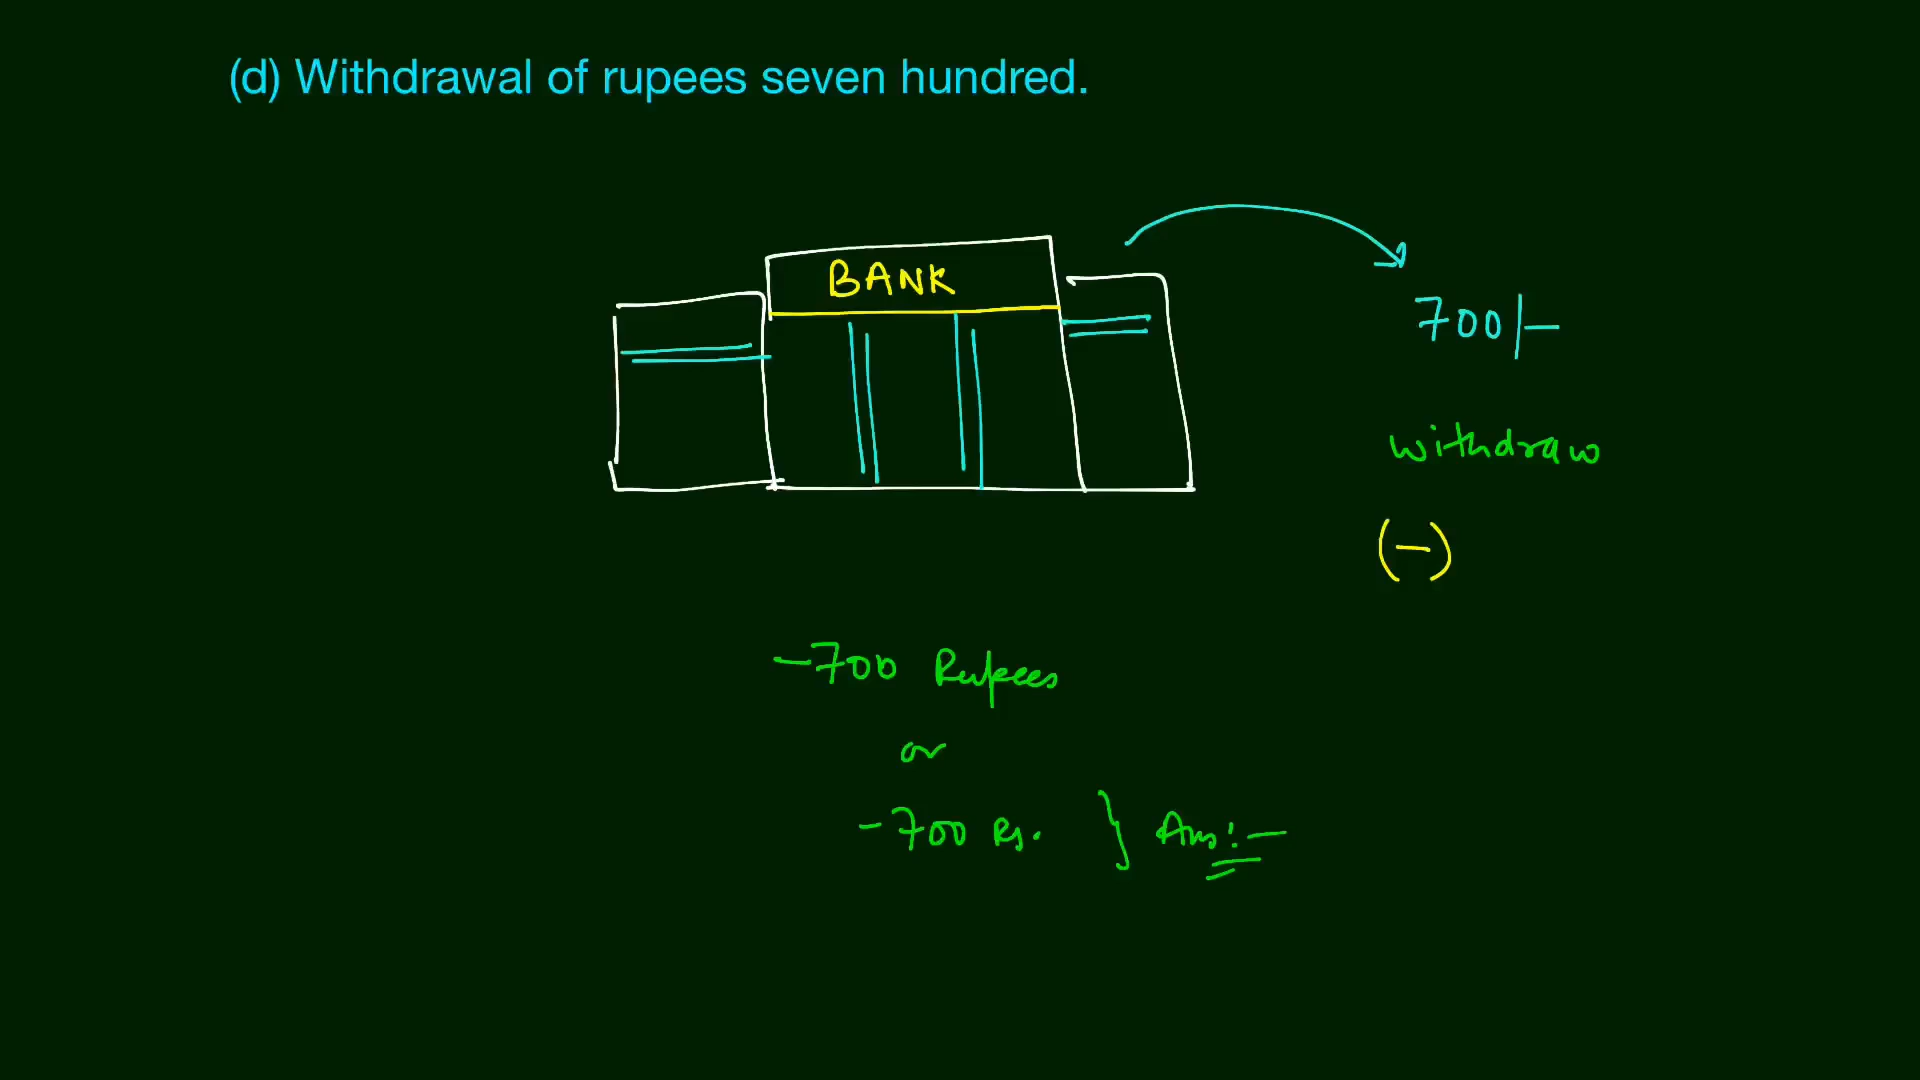 (d) Withdrawal of rupees seven hundred.
BANK
700/-
withdraw
(-)
-700 Rupees
or
-700 Rs.
} Ans:-